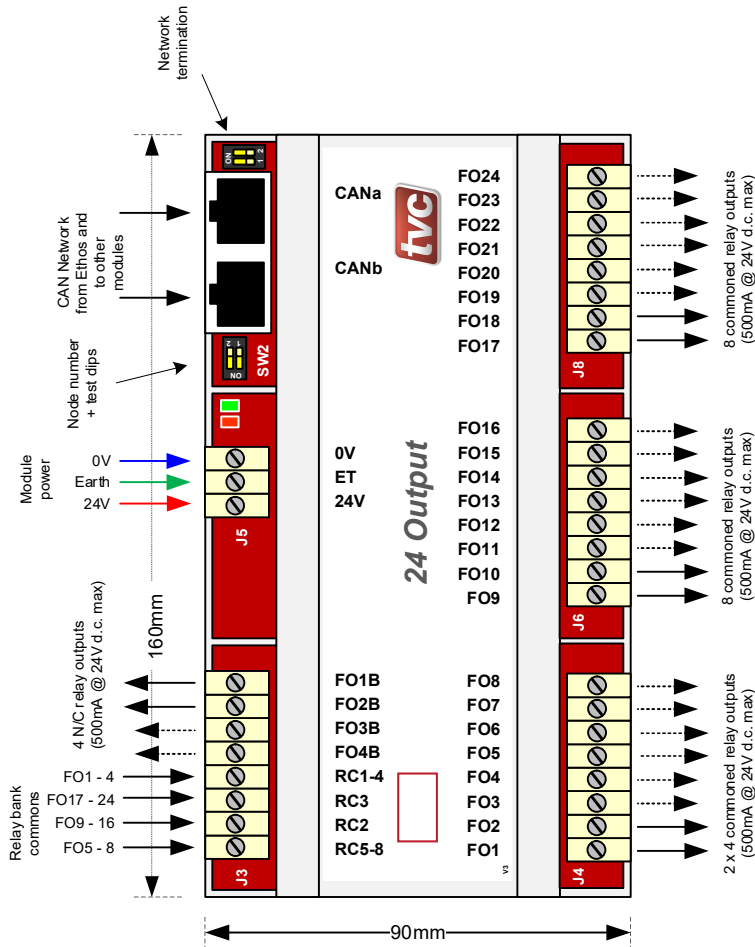 Network
termination
CAN Network
from Ethos and
to other
modules
Node number
+ test dips
Module
power
0V
Earth
24V
4 N/C relay outputs
(500mA @ 24V d.c. max)
160mm
Relay bank
commons
FO1 - 4
FO17 - 24
FO9 - 16
FO5 - 8
ON
1 2
1 2
ON
SW2
J5
J3
CANa
CANb
tvc
0V
ET
24V
24 Output
FO1B
FO2B
FO3B
FO4B
RC1-4
RC3
RC2
RC5-8
FO24
FO23
FO22
FO21
FO20
FO19
FO18
FO17
FO16
FO15
FO14
FO13
FO12
FO11
FO10
FO9
FO8
FO7
FO6
FO5
FO4
FO3
FO2
FO1
V3
J8
J6
J4
8 commoned relay outputs
(500mA @ 24V d.c. max)
8 commoned relay outputs
(500mA @ 24V d.c. max)
2 x 4 commoned relay outputs
(500mA @ 24V d.c. max)
90mm